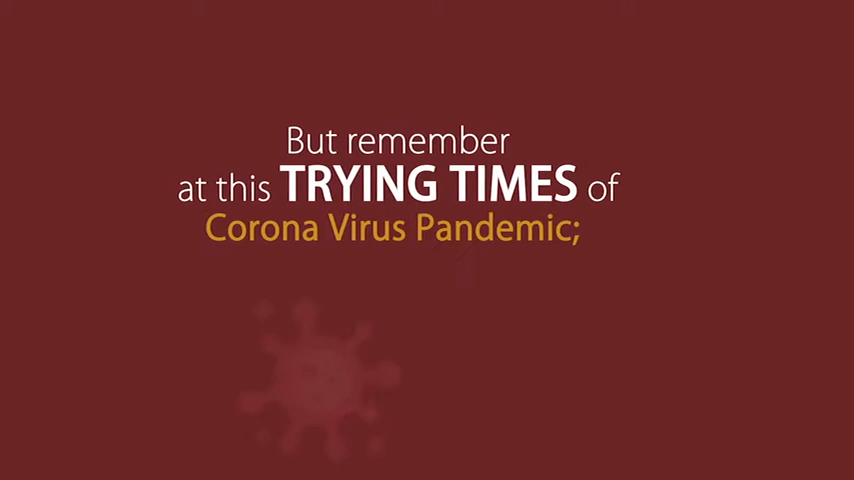 But remember
at this TRYING TIMES of
Corona Virus Pandemic;